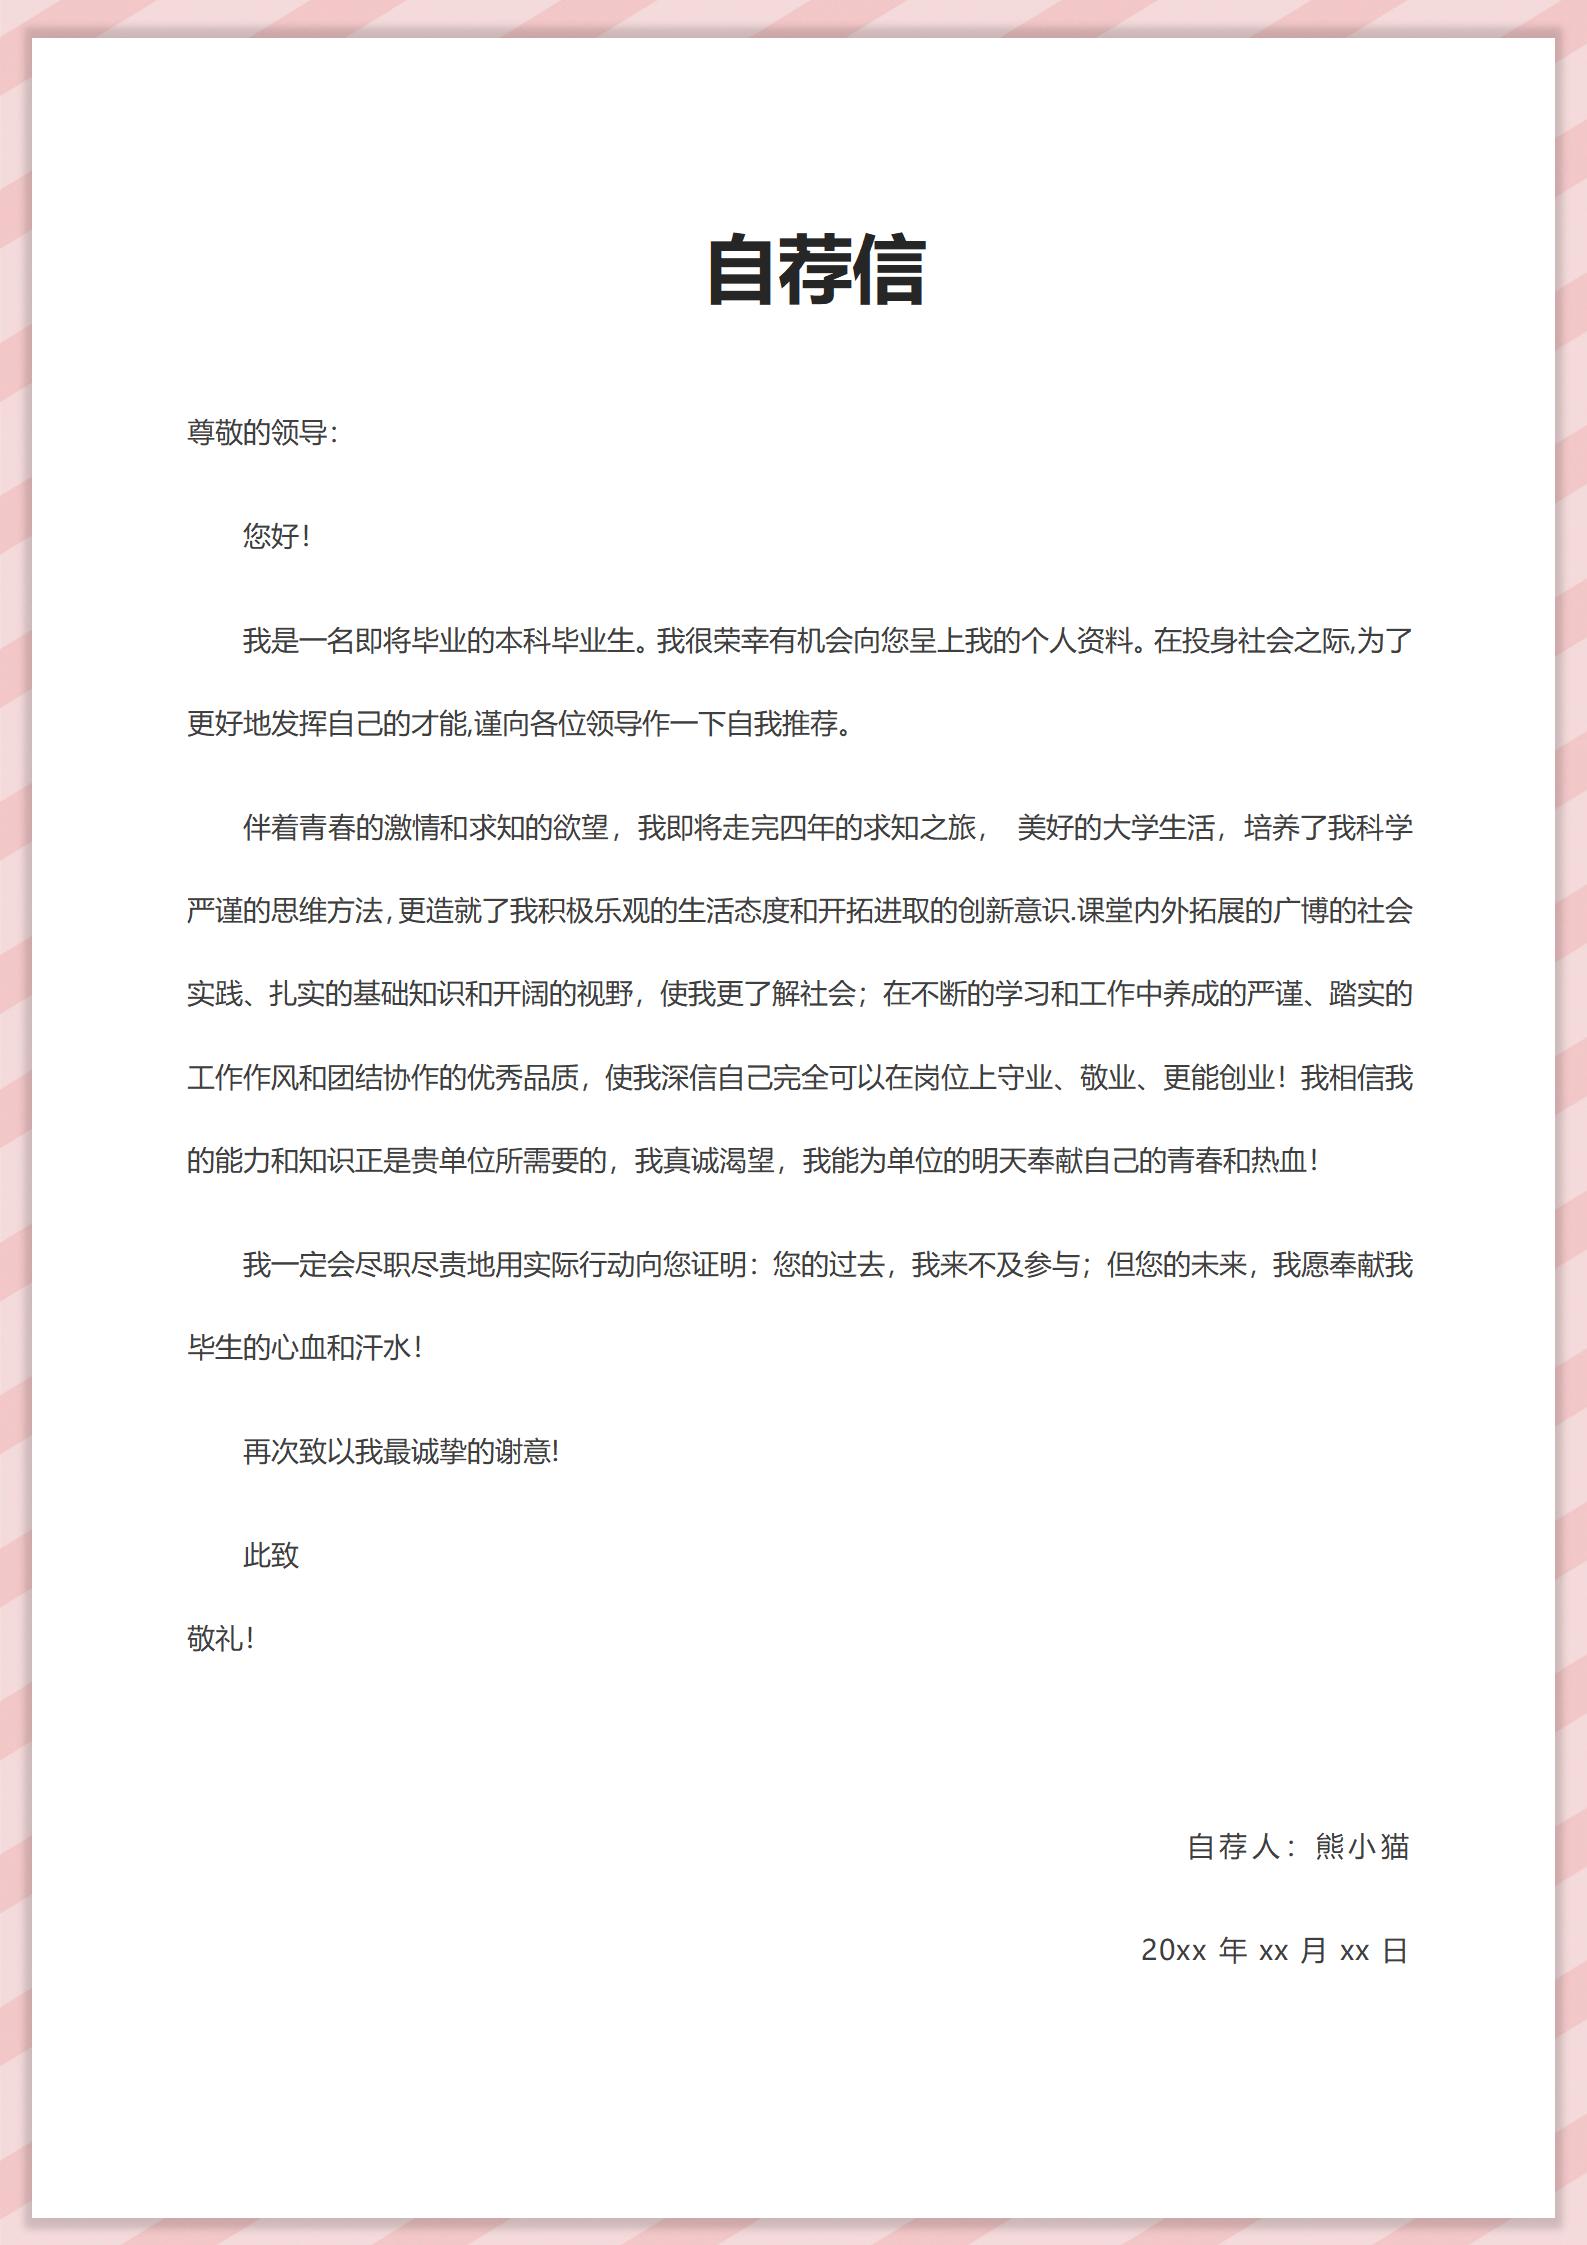 自荐信
尊敬的领导：
您好！
我是一名即将毕业的本科毕业生。我很荣幸有机会向您呈上我的个人资料。在投身社会之际,为了
更好地发挥自己的才能,谨向各位领导作一下自我推荐。
伴着青春的激情和求知的欲望，我即将走完四年的求知之旅， 美好的大学生活，培养了我科学
严谨的思维方法，更造就了我积极乐观的生活态度和开拓进取的创新意识.课堂内外拓展的广博的社会
实践、扎实的基础知识和开阔的视野，使我更了解社会；在不断的学习和工作中养成的严谨、踏实的
工作作风和团结协作的优秀品质，使我深信自己完全可以在岗位上守业、敬业、更能创业！我相信我
的能力和知识正是贵单位所需要的，我真诚渴望，我能为单位的明天奉献自己的青春和热血！
我一定会尽职尽责地用实际行动向您证明：您的过去，我来不及参与；但您的未来，我愿奉献我
毕生的心血和汗水！
再次致以我最诚挚的谢意!
此致
敬礼！
自荐人：熊小猫
20xx 年 xx 月 xx 日